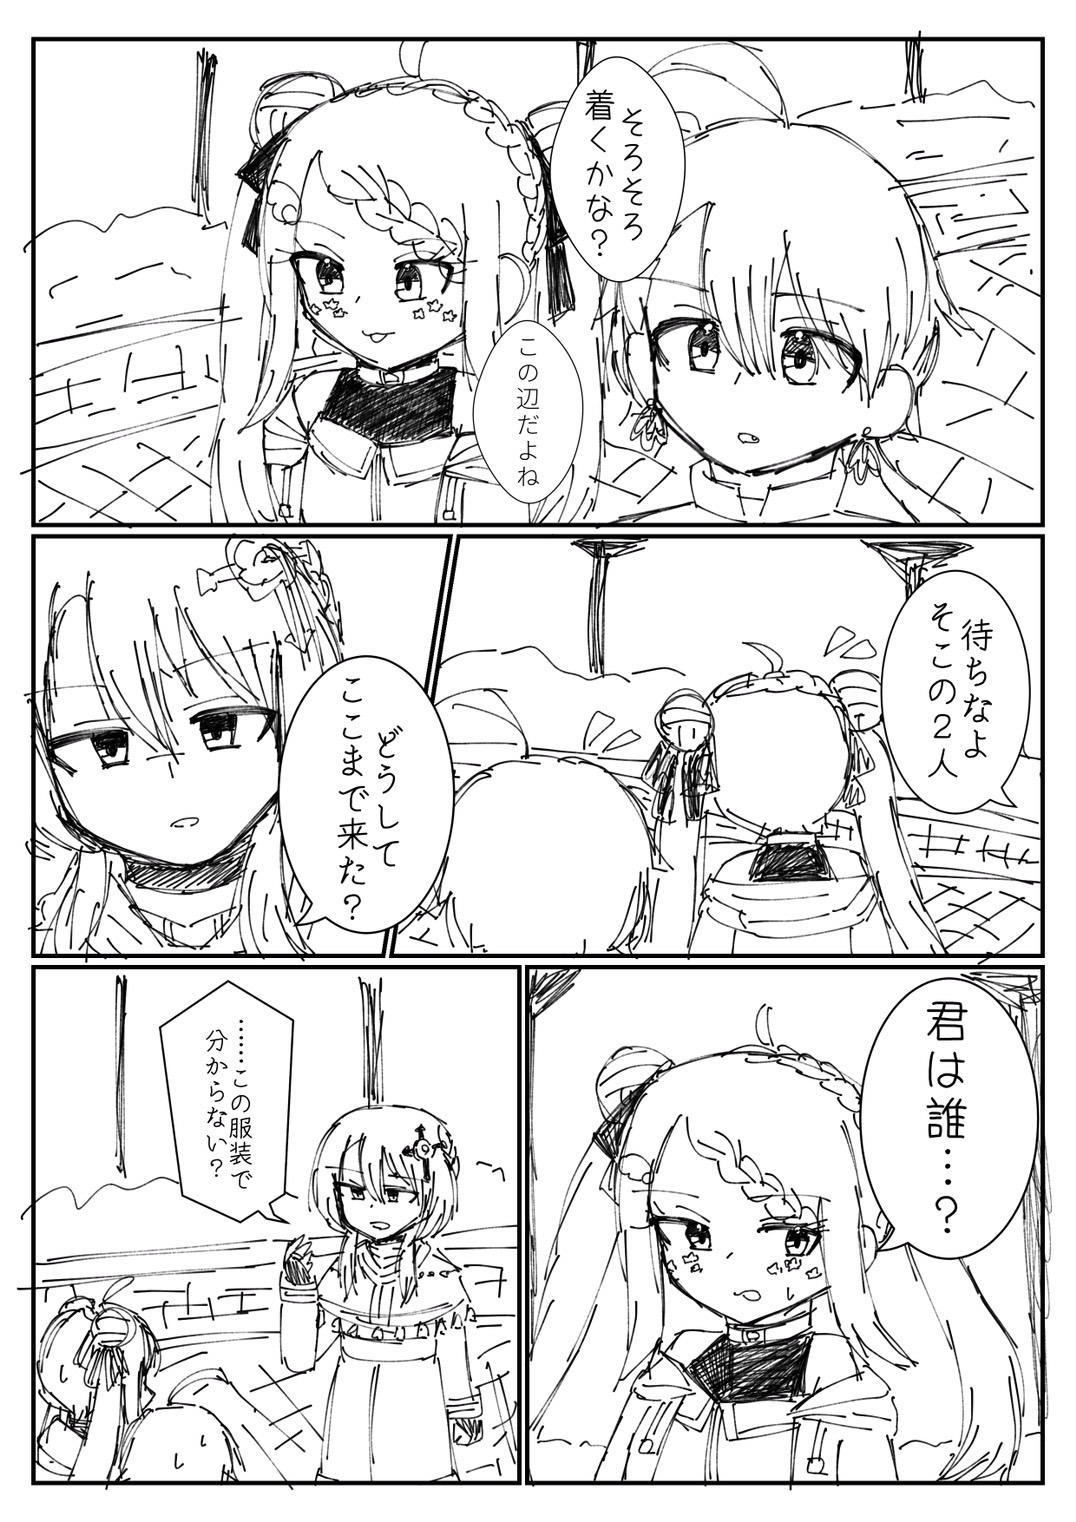 そろそろ
着くかな？
この辺だよね
待ちなよ
そこの２人
どうして
ここまで来た？
君は誰…？
……この服装で
分からない？